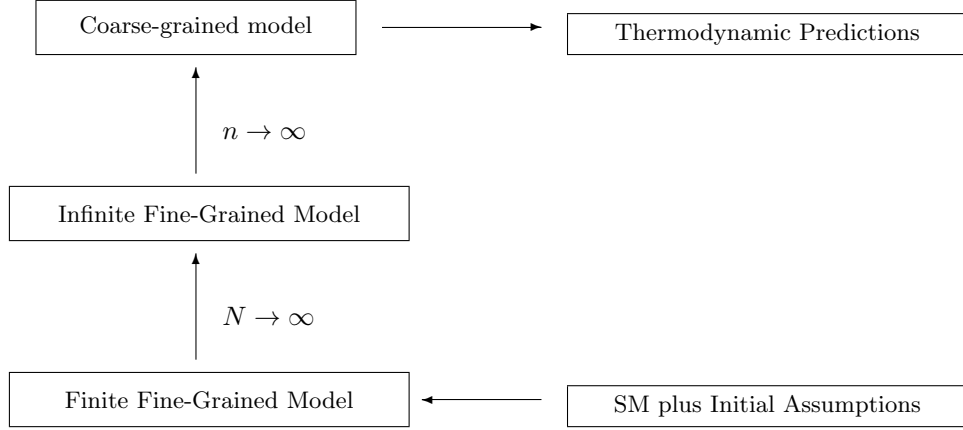 Coarse-grained model
Thermodynamic Predictions
n → ∞
Infinite Fine-Grained Model
N → ∞
Finite Fine-Grained Model
SM plus Initial Assumptions